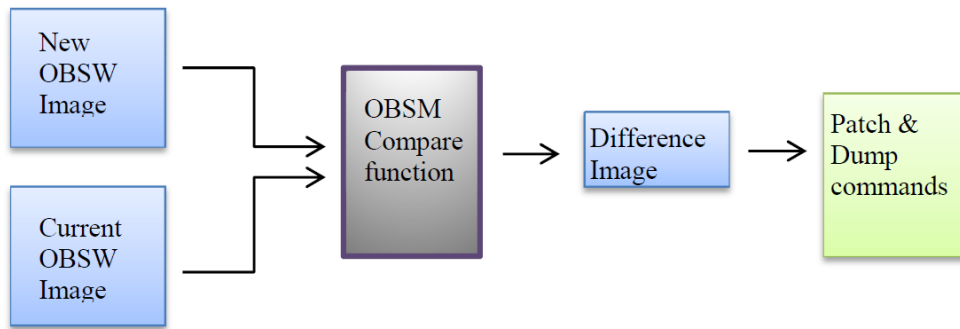 New
OBSW
Image
Current
OBSW
Image
OBSM
Compare
function
Difference
Image
Patch &
Dump
commands